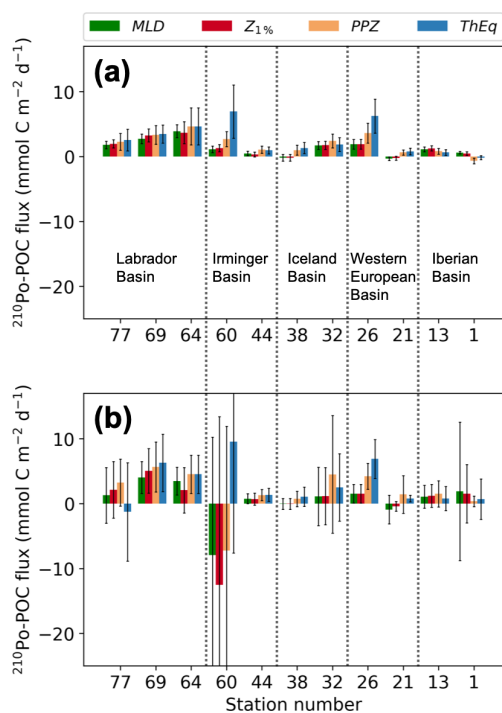 MLD Z1% PPZ ThEq
(a)
²¹⁰Po-POC flux (mmol C m⁻² d⁻¹)
10
0
−10
−20
Labrador Basin
Irminger Basin
Iceland Basin
Western European Basin
Iberian Basin
77 69 64 60 44 38 32 26 21 13 1
(b)
²¹⁰Po-POC flux (mmol C m⁻² d⁻¹)
10
0
−10
−20
77 69 64 60 44 38 32 26 21 13 1
Station number